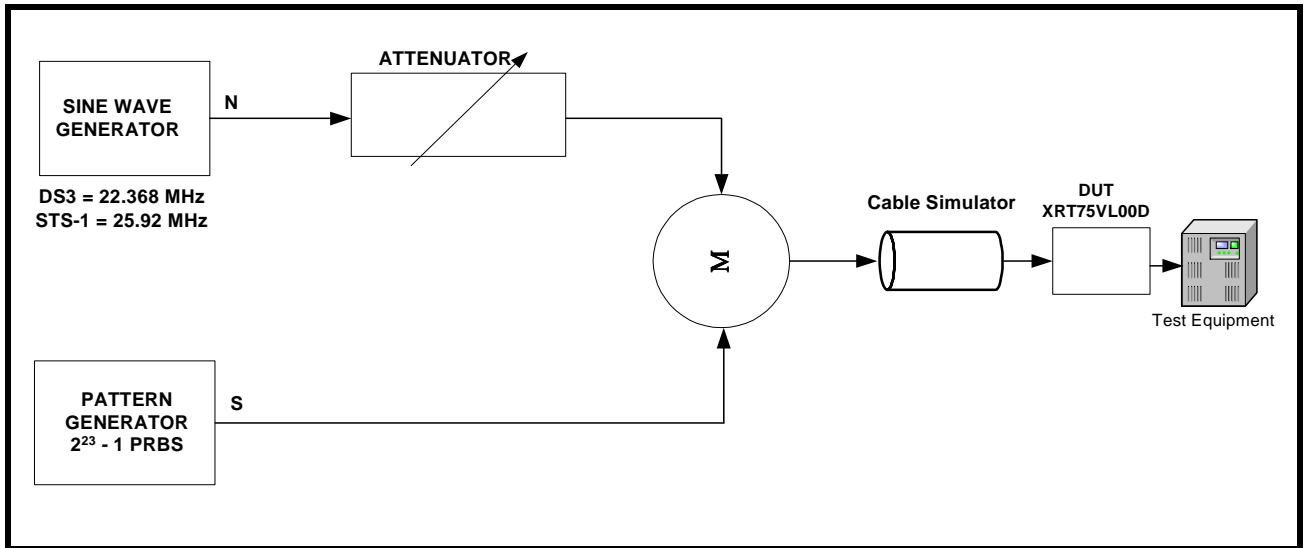 SINE WAVE
GENERATOR
N
ATTENUATOR
DS3 = 22.368 MHz
STS-1 = 25.92 MHz
M
Cable Simulator
DUT
XRT75VL00D
Test Equipment
PATTERN
GENERATOR
2²³ - 1 PRBS
S